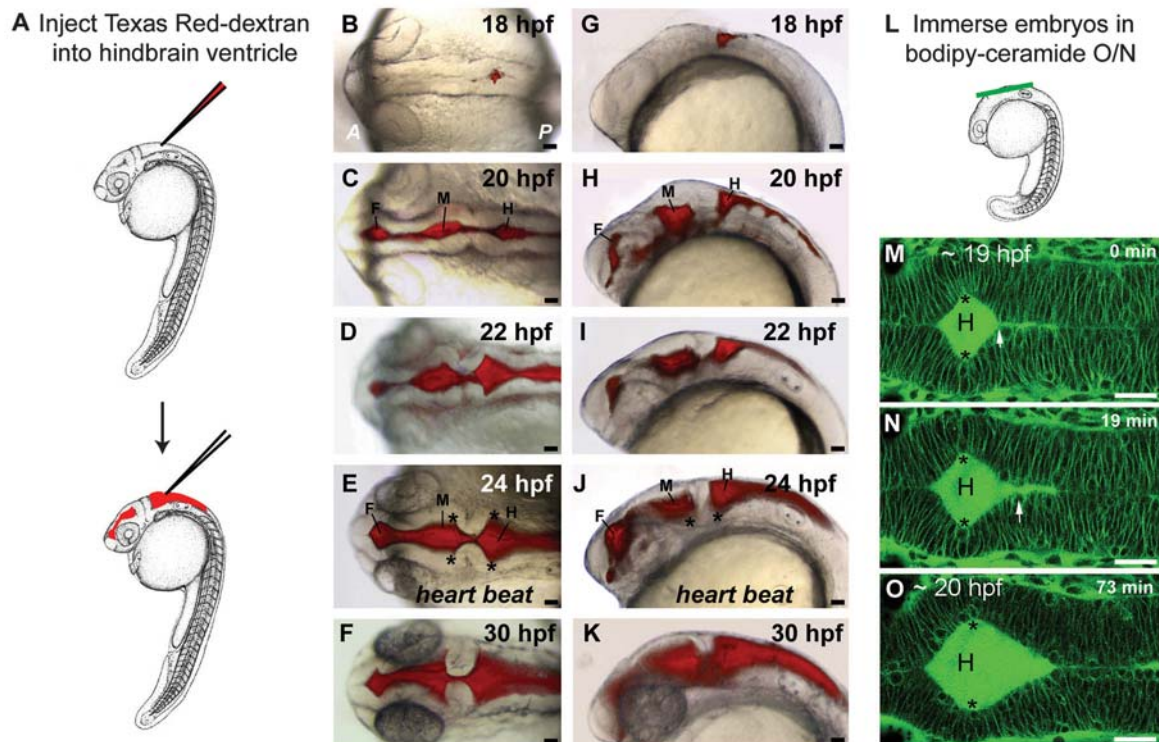 A Inject Texas Red-dextran
into hindbrain ventricle
B 18 hpf
A P
C 20 hpf
F M H
D 22 hpf
E 24 hpf
F M H
* *
* *
heart beat
F 30 hpf
G 18 hpf
H 20 hpf
F M H
I 22 hpf
J 24 hpf
F M H
* *
heart beat
K 30 hpf
L Immerse embryos in
bodipy-ceramide O/N
M ~ 19 hpf 0 min
*
H
*
N 19 min
*
H
*
O ~ 20 hpf 73 min
*
H
*